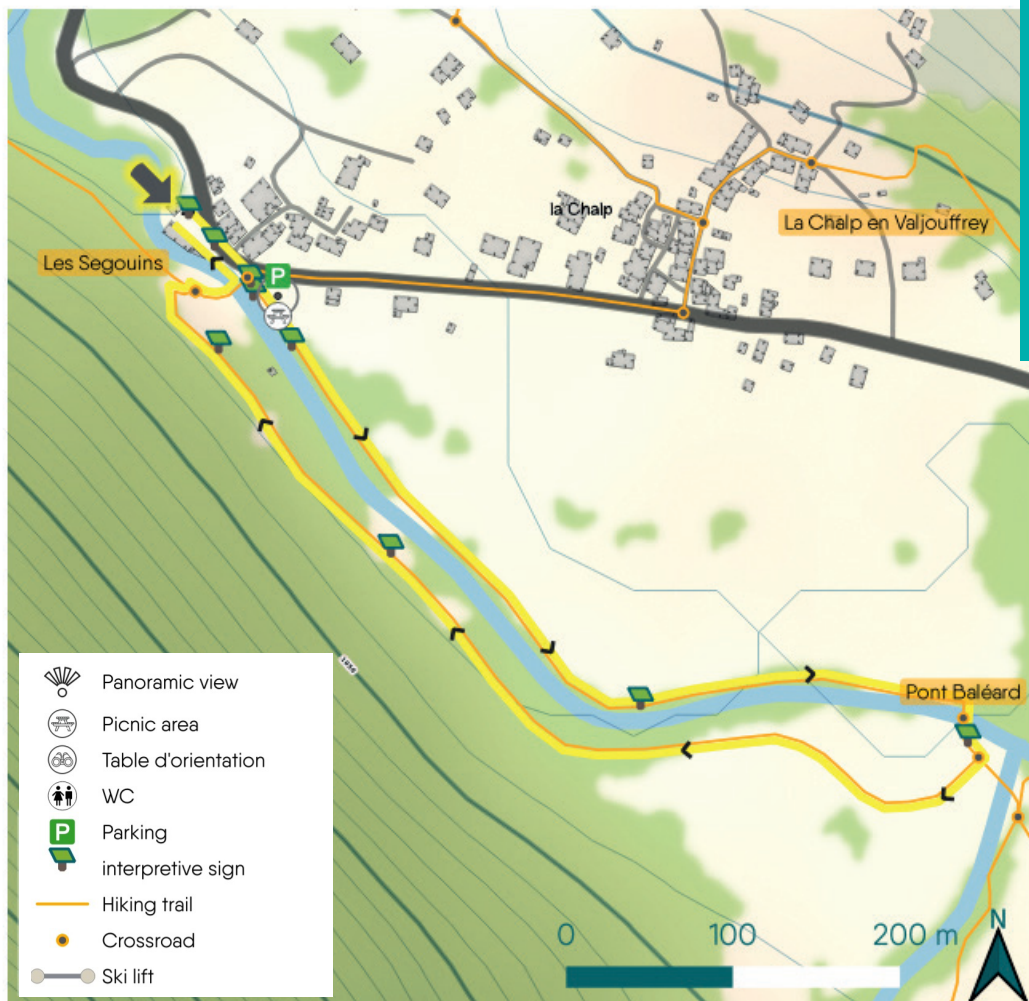 la Chalp
La Chalp en Valjouffrey
Les Segouins
P
Pont Baléard
Panoramic view
Picnic area
Table d'orientation
WC
P Parking
interpretive sign
Hiking trail
Crossroad
Ski lift
0 100 200 m
N